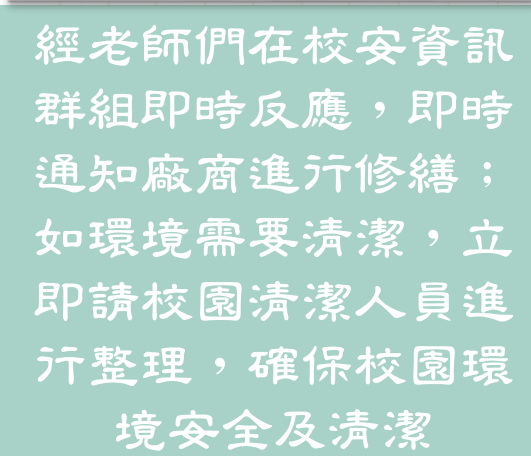 經老師們在校安資訊
群組即時反應，即時
通知廠商進行修繕；
如環境需要清潔，立
即請校園清潔人員進
行整理，確保校園環
境安全及清潔